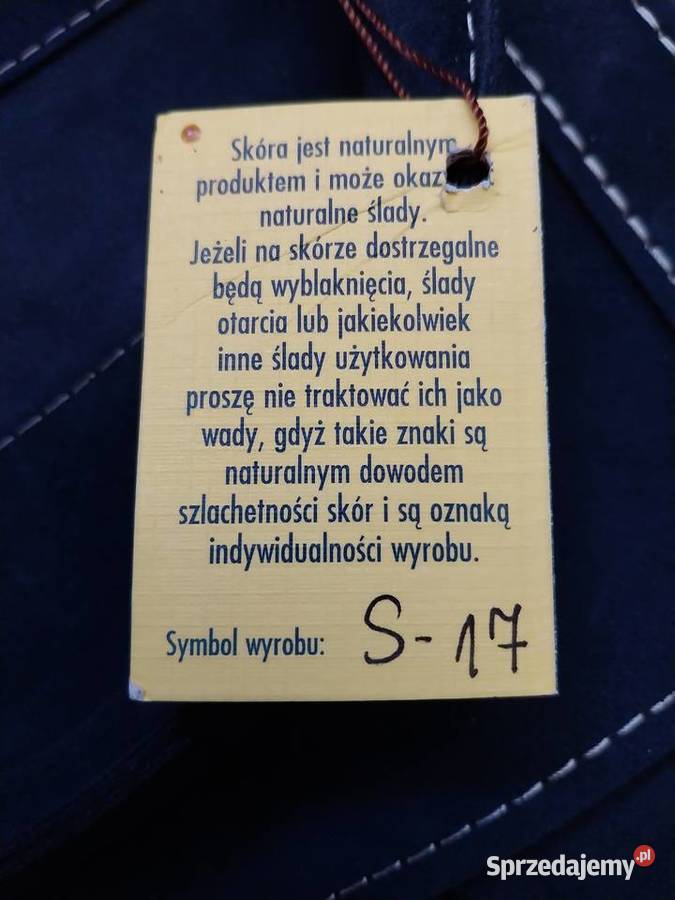 Skóra jest naturalnym
produktem i może
naturalne ślady.
Jeżeli na skórze dostrzegalne
będą wyblaknięcia, ślady
otarcia lub jakiekolwiek
inne ślady użytkowania
proszę nie traktować ich jako
wady, gdyż takie znaki są
naturalnym dowodem
szlachetności skór i są oznaką
indywidualności wyrobu.
Symbol wyrobu: S-17
Sprzedajemy.pl